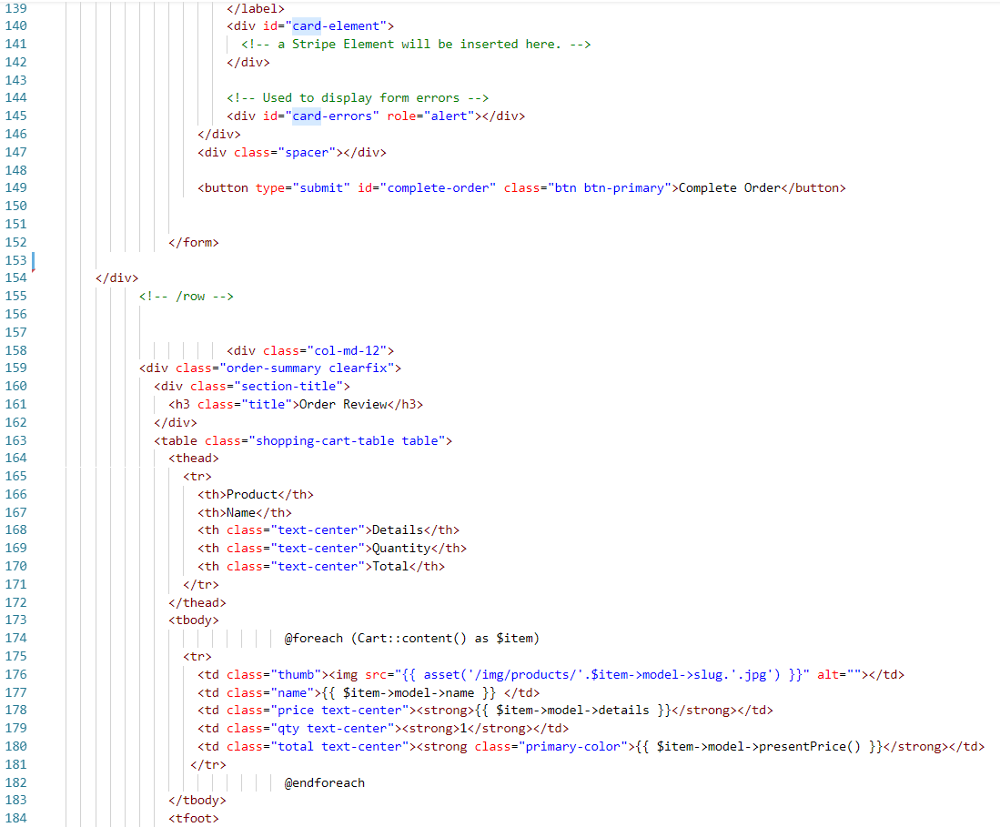 139 </label>
140 <div id="card-element">
141 <!-- a Stripe Element will be inserted here. -->
142 </div>
143
144 <!-- Used to display form errors -->
145 <div id="card-errors" role="alert"></div>
146 </div>
147 <div class="spacer"></div>
148
149 <button type="submit" id="complete-order" class="btn btn-primary">Complete Order</button>
150
151
152 </form>
153
154 </div>
155 <!-- /row -->
156
157
158 <div class="col-md-12">
159 <div class="order-summary clearfix">
160 <div class="section-title">
161 <h3 class="title">Order Review</h3>
162 </div>
163 <table class="shopping-cart-table table">
164 <thead>
165 <tr>
166 <th>Product</th>
167 <th>Name</th>
168 <th class="text-center">Details</th>
169 <th class="text-center">Quantity</th>
170 <th class="text-center">Total</th>
171 </tr>
172 </thead>
173 <tbody>
174 @foreach (Cart::content() as $item)
175 <tr>
176 <td class="thumb"><img src="{{ asset('/img/products/'.$item->model->slug.'.jpg') }}" alt=""></td>
177 <td class="name">{{ $item->model->name }} </td>
178 <td class="price text-center"><strong>{{ $item->model->details }}</strong></td>
179 <td class="qty text-center"><strong>1</strong></td>
180 <td class="total text-center"><strong class="primary-color">{{ $item->model->presentPrice() }}</strong></td>
181 </tr>
182 @endforeach
183 </tbody>
184 <tfoot>